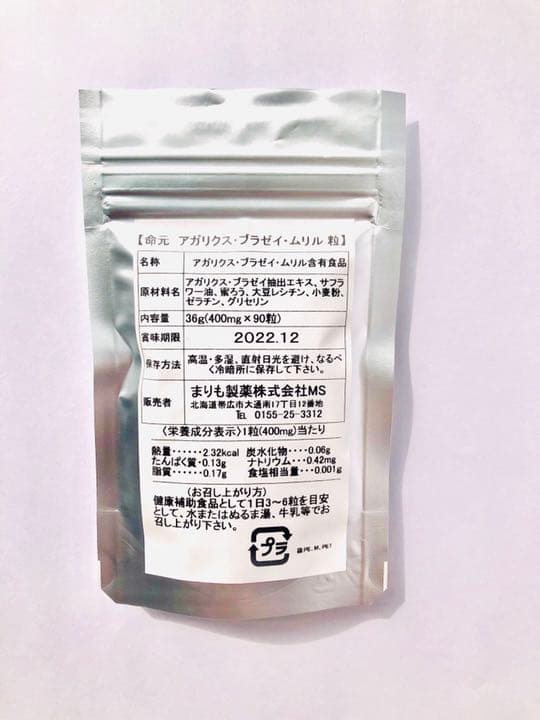 【命元 アガリクス・ブラゼイ・ムリル 粒】
名称 アガリクス・ブラゼイ・ムリル含有食品
原材料名 アガリクス・ブラゼイ抽出エキス、サフラ
ワー油、蜜ろう、大豆レシチン、小麦粉、
ゼラチン、グリセリン
内容量 36g(400mg×90粒)
賞味期限 2022.12
保存方法 高温・多湿、直射日光を避け、なるべ
く冷暗所に保存して下さい。
販売者 まりも製薬株式会社MS
北海道帯広市大通南17丁目12番地
TEL 0155-25-3312
〈栄養成分表示〉1粒(400mg)当たり
熱量・・・・・・2.32kcal 炭水化物・・・・0.06g
たんぱく質・0.13g ナトリウム・・・・0.42mg
脂質・・・・・・0.17g 食塩相当量・・・0.001g
(お召し上がり方)
健康補助食品として1日3~6粒を目安
として、水またはぬるま湯、牛乳等でお
召し上がり下さい。
プラ
袋PE,M,PET